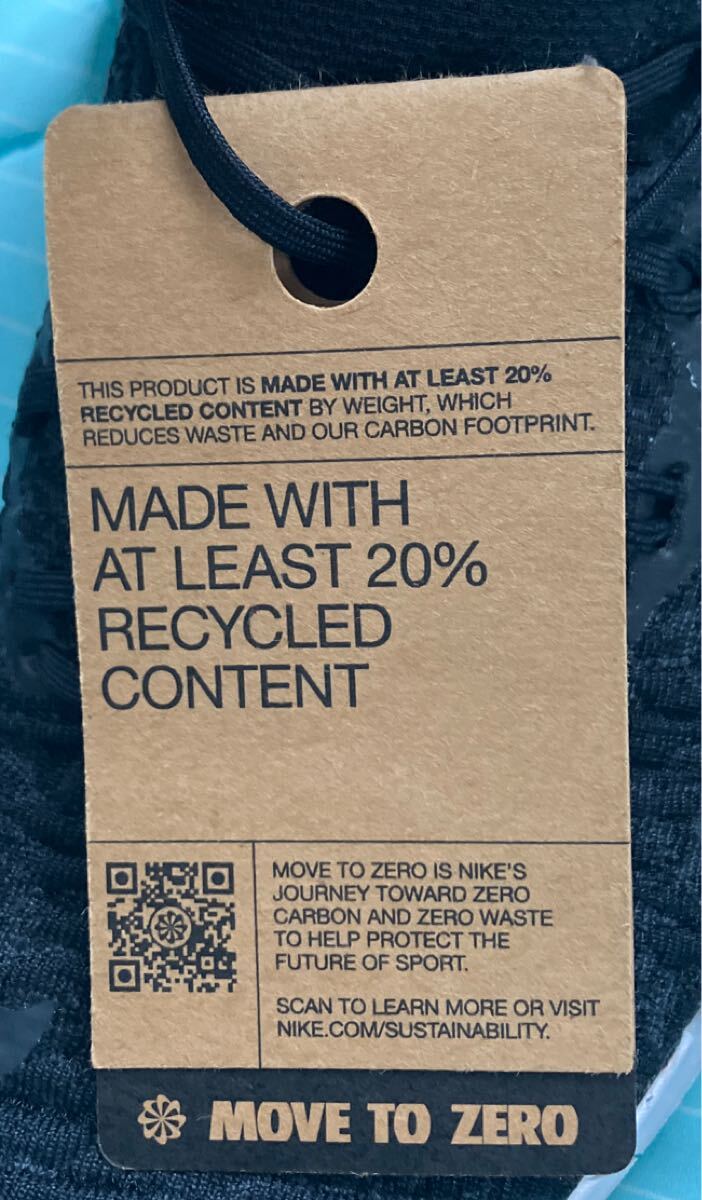 THIS PRODUCT IS MADE WITH AT LEAST 20%
RECYCLED CONTENT BY WEIGHT, WHICH
REDUCES WASTE AND OUR CARBON FOOTPRINT.
MADE WITH
AT LEAST 20%
RECYCLED
CONTENT
MOVE TO ZERO IS NIKE'S
JOURNEY TOWARD ZERO
CARBON AND ZERO WASTE
TO HELP PROTECT THE
FUTURE OF SPORT.
SCAN TO LEARN MORE OR VISIT
NIKE.COM/SUSTAINABILITY.
MOVE TO ZERO